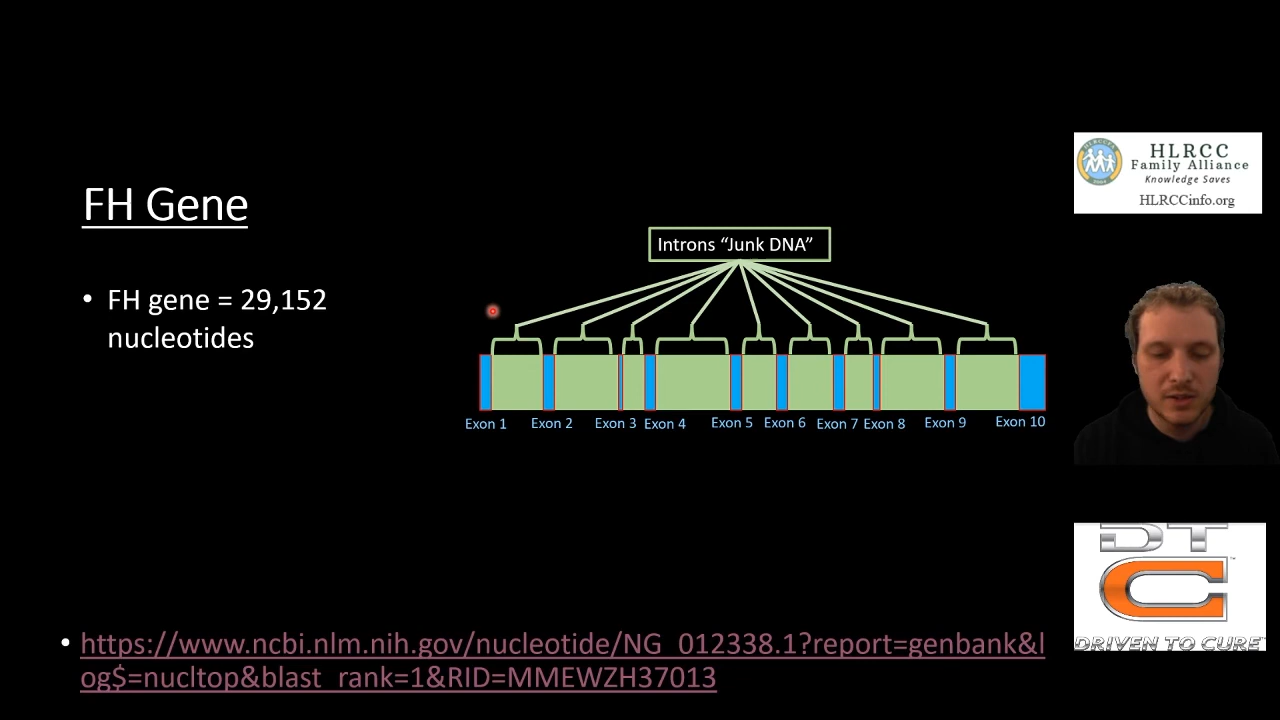 FH Gene
• FH gene = 29,152
nucleotides
Introns “Junk DNA”
Exon 1 Exon 2 Exon 3 Exon 4 Exon 5 Exon 6 Exon 7 Exon 8 Exon 9 Exon 10
• https://www.ncbi.nlm.nih.gov/nucleotide/NG_012338.1?report=genbank&l
og$=nucltop&blast_rank=1&RID=MMEWZH37013
HLRCC
Family Alliance
Knowledge Saves
HLRCCinfo.org
DT
C™
DRIVEN TO CURE